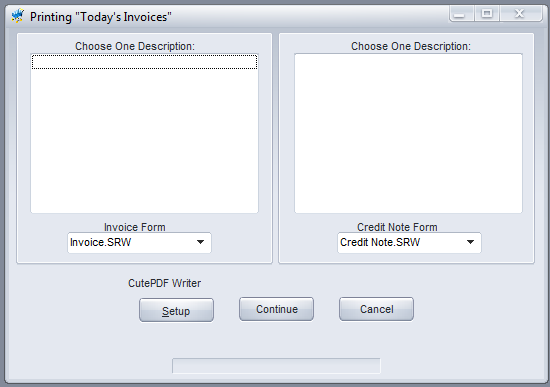 Printing "Today's Invoices"
Choose One Description:
Choose One Description:
Invoice Form
Credit Note Form
Invoice.SRW
Credit Note.SRW
CutePDF Writer
Setup
Continue
Cancel